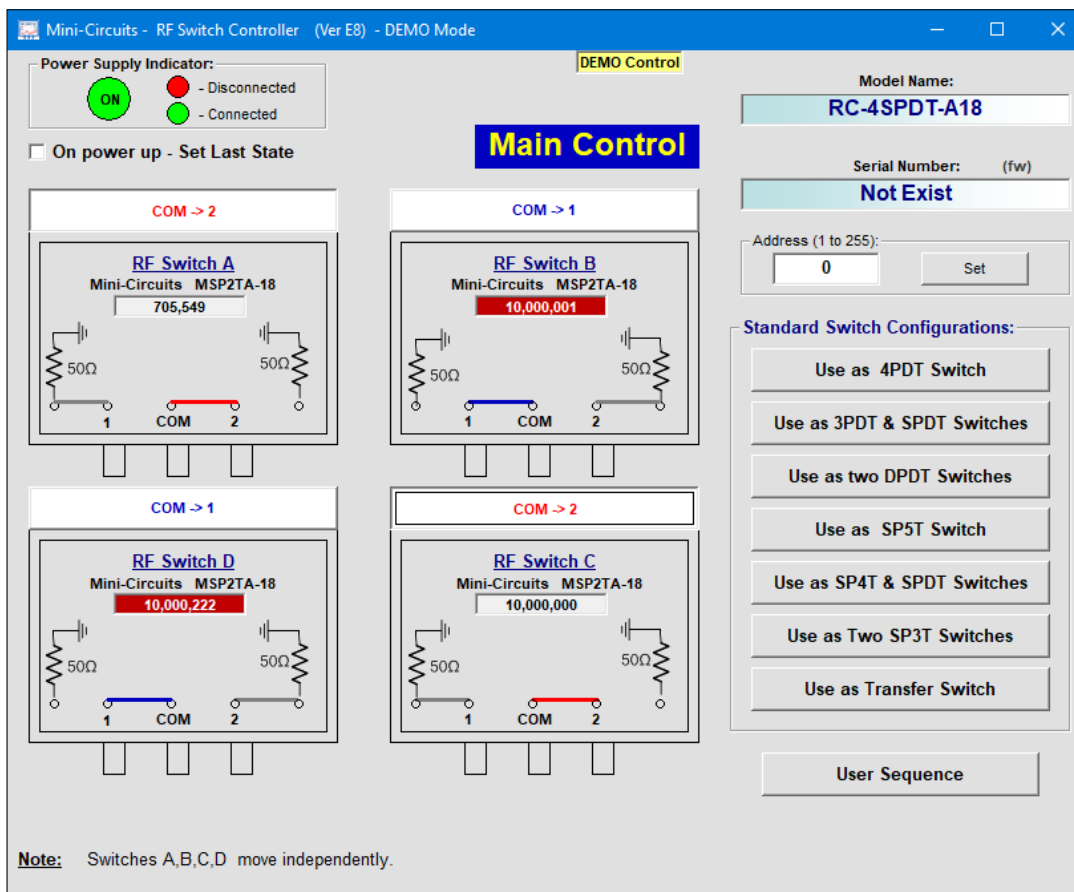 Mini-Circuits - RF Switch Controller (Ver E8) - DEMO Mode
Power Supply Indicator:
ON
- Disconnected
- Connected
DEMO Control
On power up - Set Last State
Main Control
Model Name:
RC-4SPDT-A18
Serial Number: (fw)
Not Exist
Address (1 to 255):
0 Set
COM -> 2
RF Switch A
Mini-Circuits MSP2TA-18
705,549
50Ω 50Ω
1 COM 2
COM -> 1
RF Switch B
Mini-Circuits MSP2TA-18
10,000,001
50Ω 50Ω
1 COM 2
COM -> 1
RF Switch D
Mini-Circuits MSP2TA-18
10,000,222
50Ω 50Ω
1 COM 2
COM -> 2
RF Switch C
Mini-Circuits MSP2TA-18
10,000,000
50Ω 50Ω
1 COM 2
Standard Switch Configurations:
Use as 4PDT Switch
Use as 3PDT & SPDT Switches
Use as two DPDT Switches
Use as SP5T Switch
Use as SP4T & SPDT Switches
Use as Two SP3T Switches
Use as Transfer Switch
User Sequence
Note: Switches A,B,C,D move independently.